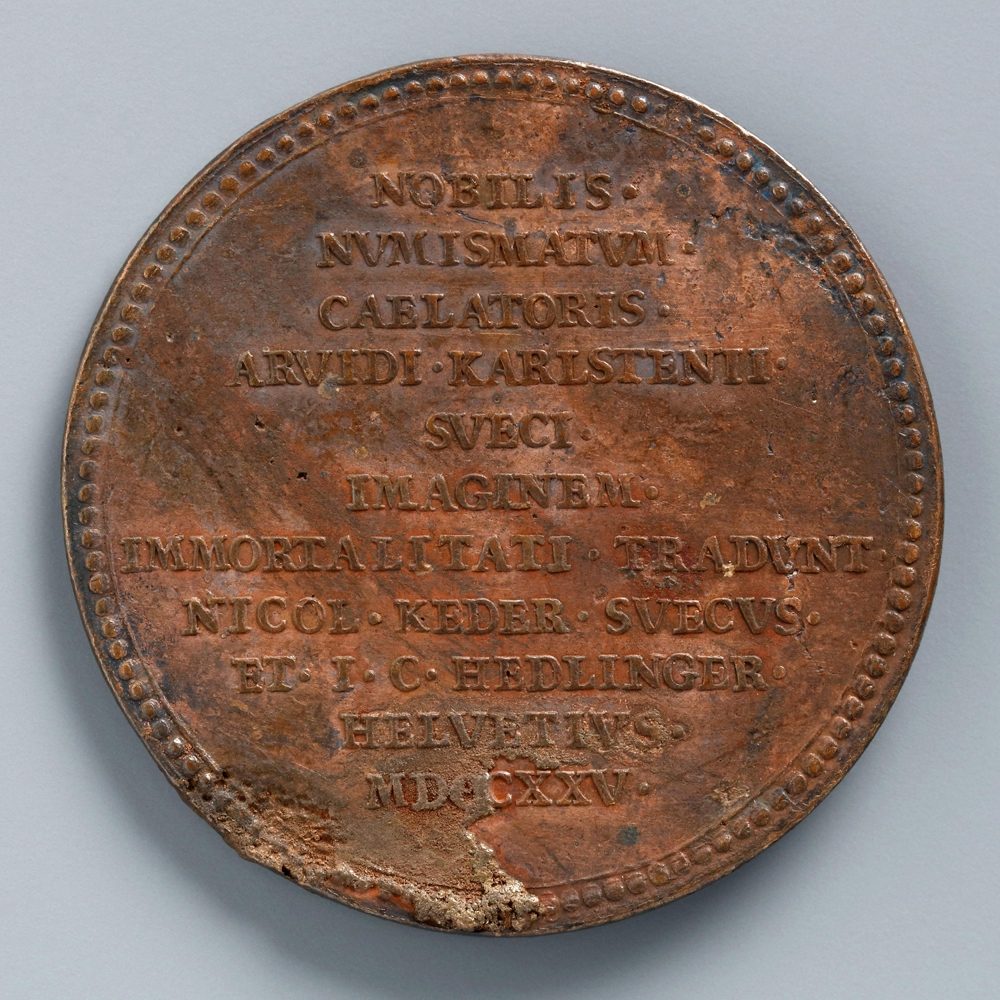 NOBILIS·
NVMISMATVM·
CAELATORIS·
ARVIDI·KARLSTENII·
SVECI·
IMAGINEM·
IMMORTALITATI·TRADVNT·
NICOL·KEDER·SVECVS·
ET·I·C·HEDLINGER·
HELVETIVS·
MDCCXXV·